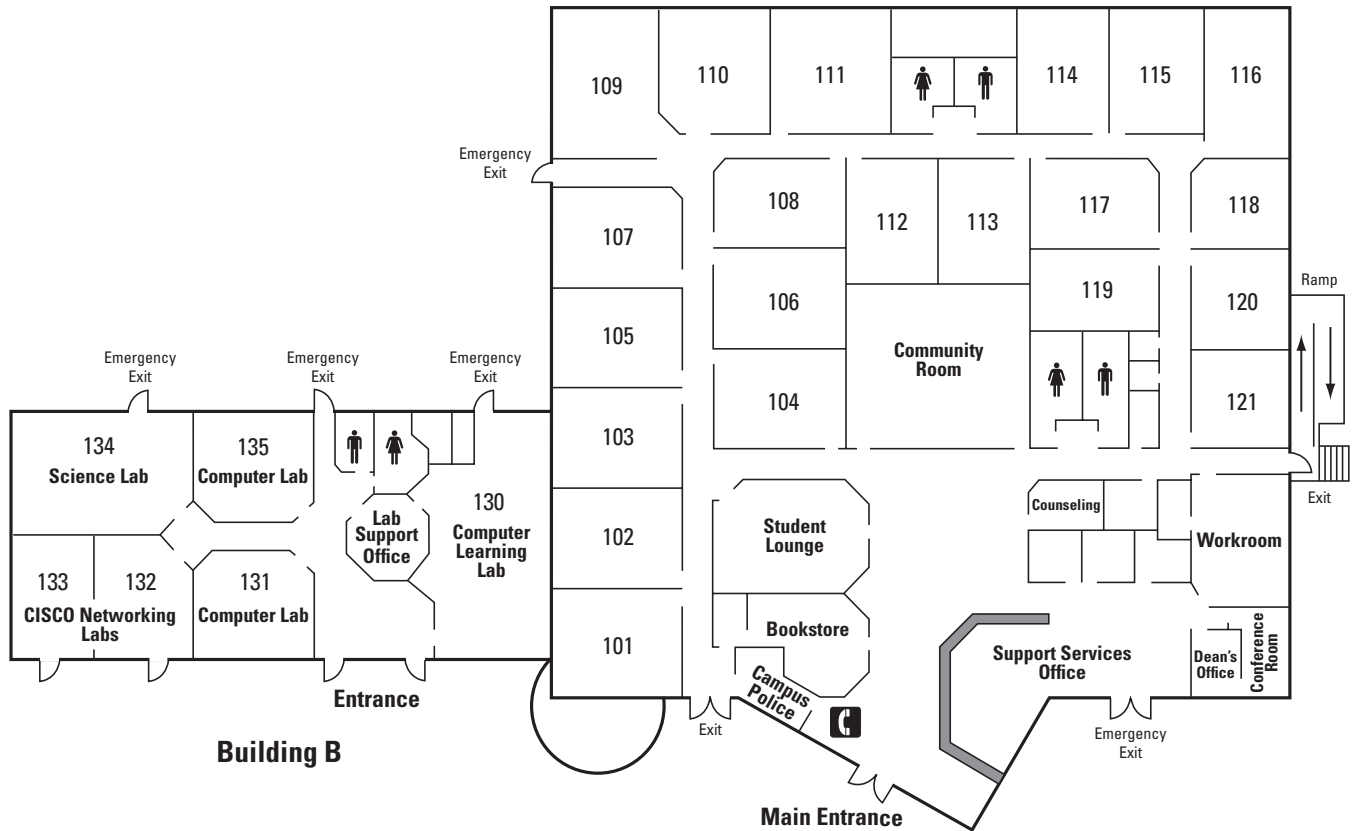 109
110
111
114
115
116
Emergency
Exit
108
112
113
117
118
107
106
119
120
Ramp
105
Community
Room
Emergency
Exit
Emergency
Exit
Emergency
Exit
104
121
103
134
Science Lab
135
Computer Lab
130
Computer
Learning
Lab
Lab
Support
Office
Exit
Counseling
Student
Lounge
102
Workroom
133
132
CISCO Networking
Labs
131
Computer Lab
101
Bookstore
Support Services
Office
Dean's
Office
Conference
Room
Campus
Police
Entrance
Exit
Emergency
Exit
Building B
Main Entrance